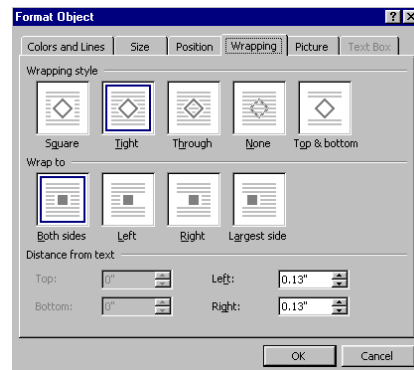 Format Object
Colors and Lines Size Position Wrapping Picture Text Box
Wrapping style
Square Tight Through None Top & bottom
Wrap to
Both sides Left Right Largest side
Distance from text
Top: 0" Left: 0.13"
Bottom: 0" Right: 0.13"
OK Cancel